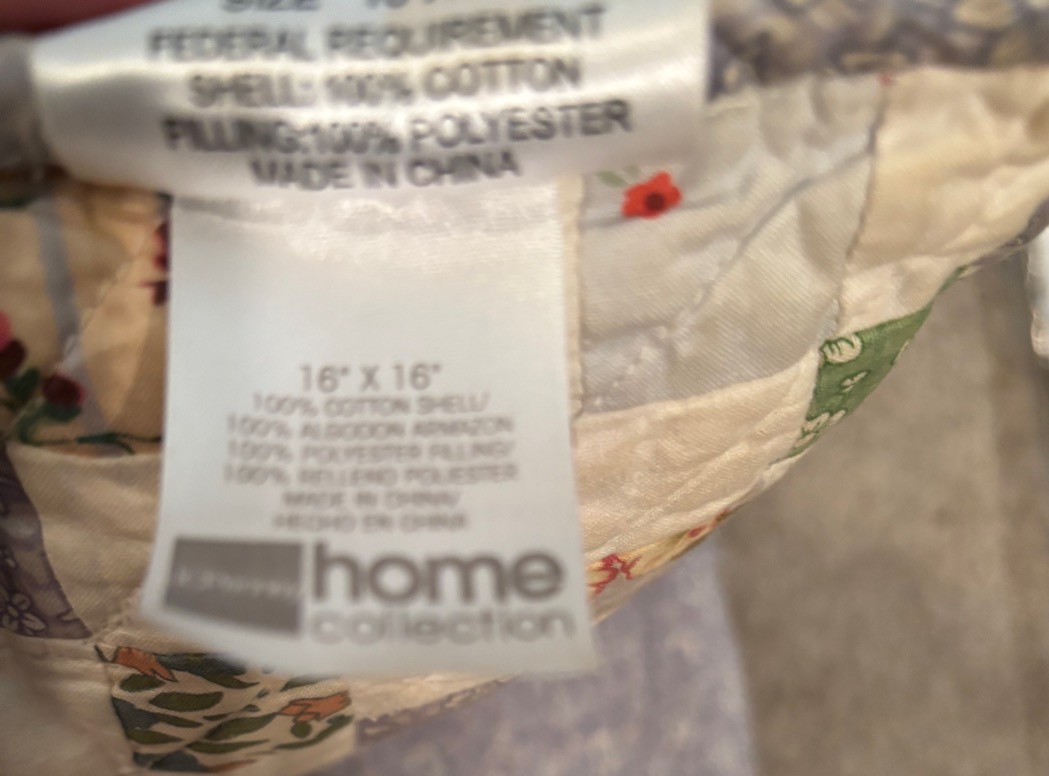 SIZE
FEDERAL REQUIREMENT
SHELL: 100% COTTON
FILLING:100% POLYESTER
MADE IN CHINA
16" X 16"
100% COTTON SHELL/
100% ALGODON ARMAZON
100% POLYESTER FILLING/
100% RELLENO POLIESTER
MADE IN CHINA/
HECHO EN CHINA
home
collection